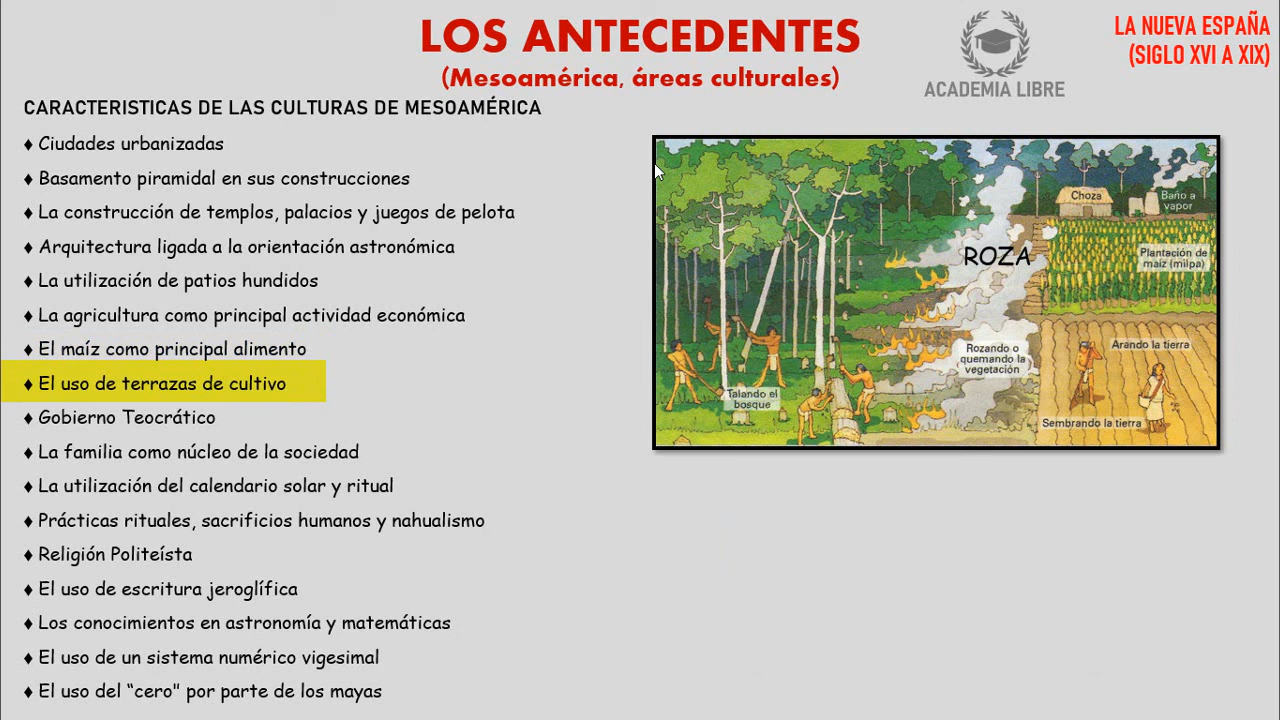 LOS ANTECEDENTES
(Mesoamérica, áreas culturales)
ACADEMIA LIBRE
LA NUEVA ESPAÑA
(SIGLO XVI A XIX)
CARACTERISTICAS DE LAS CULTURAS DE MESOAMÉRICA
♦ Ciudades urbanizadas
♦ Basamento piramidal en sus construcciones
♦ La construcción de templos, palacios y juegos de pelota
♦ Arquitectura ligada a la orientación astronómica
♦ La utilización de patios hundidos
♦ La agricultura como principal actividad económica
♦ El maíz como principal alimento
♦ El uso de terrazas de cultivo
♦ Gobierno Teocrático
♦ La familia como núcleo de la sociedad
♦ La utilización del calendario solar y ritual
♦ Prácticas rituales, sacrificios humanos y nahualismo
♦ Religión Politeísta
♦ El uso de escritura jeroglífica
♦ Los conocimientos en astronomía y matemáticas
♦ El uso de un sistema numérico vigesimal
♦ El uso del “cero" por parte de los mayas
Choza
Baño a
vapor
ROZA
Plantación de
maíz (milpa)
Rozando o
quemando la
vegetación
Arando la tierra
Talando el
bosque
Sembrando la tierra